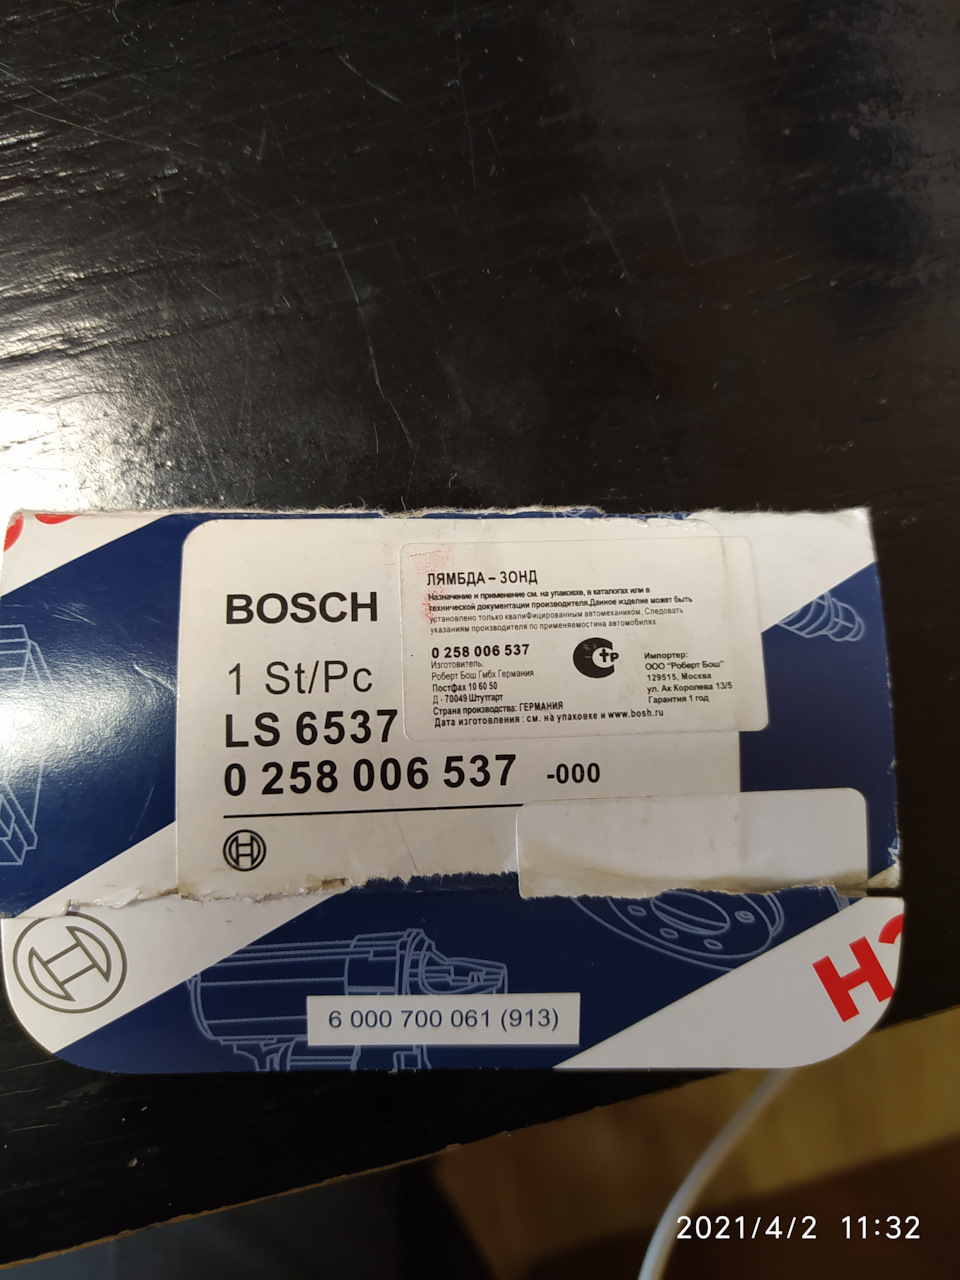 BOSCH
1 St/Pc
LS 6537
0 258 006 537 -000
ЛЯМБДА – ЗОНД
Назначение и применение см. на упаковке, в каталогах или в
технической документации производителя.Данное изделие может быть
установлено только квалиФицированным автомехаником. Следовать
указаниям производителя по применяемостина автомобилях
0 258 006 537
Изготовитель:
Роберт Бош Гмбх Германия
Постфах 10 60 50
Д - 70049 Штутгарт
Страна производства: ГЕРМАНИЯ
Дата изготовления : см. на упаковке и www.bosh.ru
Импортер:
ООО "Роберт Бош"
129515, Москва
ул. Ак Королева 13/5
Гарантия 1 год
6 000 700 061 (913)
2021/4/2 11:32